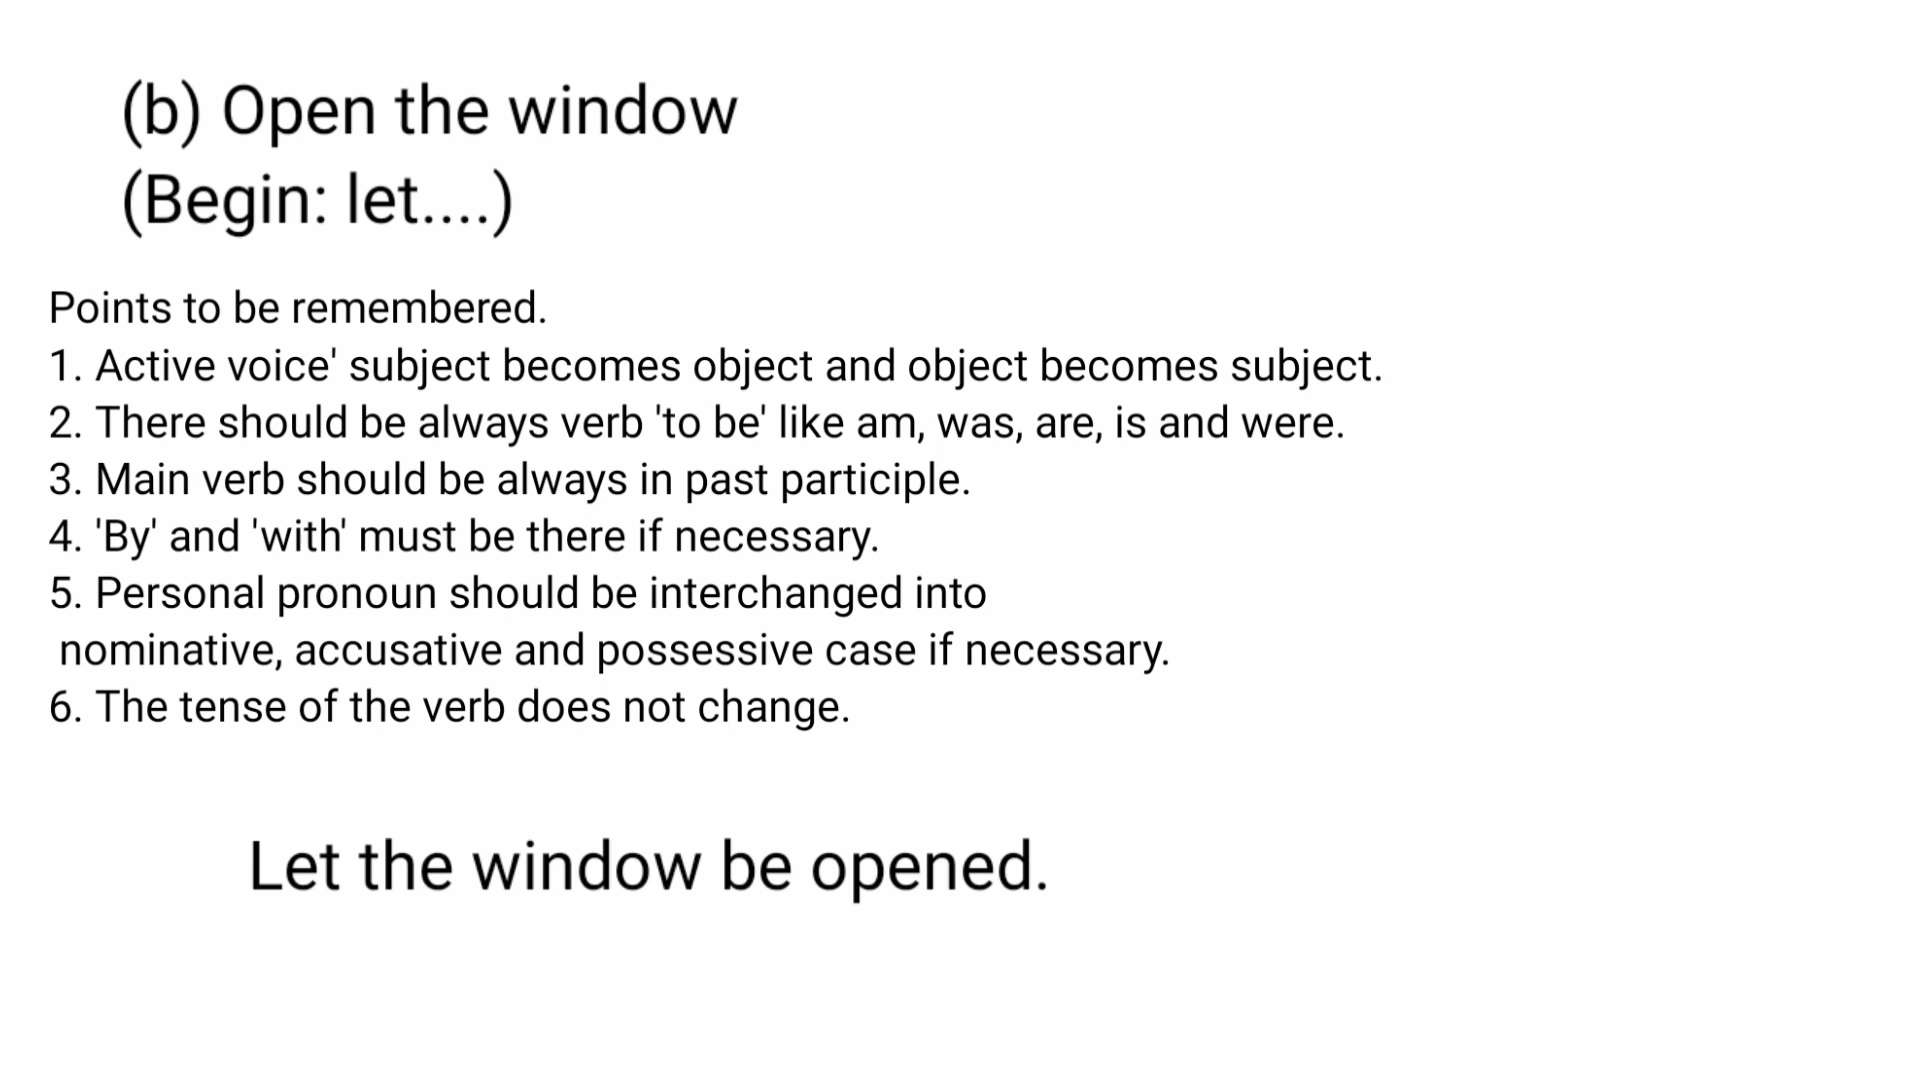 (b) Open the window
(Begin: let....)
Points to be remembered.
1. Active voice' subject becomes object and object becomes subject.
2. There should be always verb 'to be' like am, was, are, is and were.
3. Main verb should be always in past participle.
4. 'By' and 'with' must be there if necessary.
5. Personal pronoun should be interchanged into
nominative, accusative and possessive case if necessary.
6. The tense of the verb does not change.
Let the window be opened.